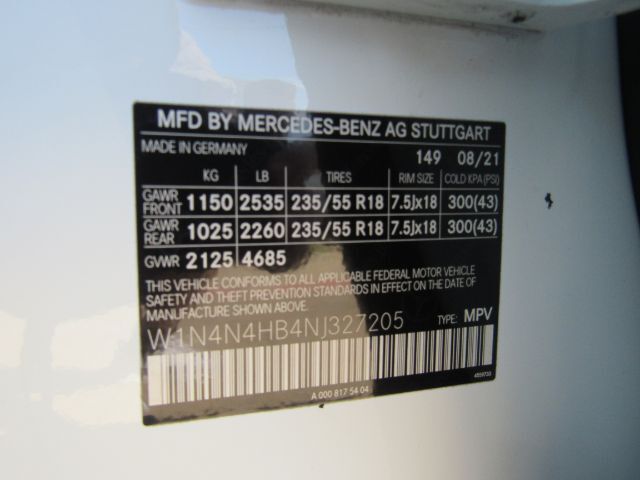 MFD BY MERCEDES-BENZ AG STUTTGART
MADE IN GERMANY 149 08/21
KG LB TIRES RIM SIZE COLD KPA(PSI)
GAWR FRONT 1150 2535 235/55 R18 7.5Jx18 300(43)
GAWR REAR 1025 2260 235/55 R18 7.5Jx18 300(43)
GVWR 2125 4685
THIS VEHICLE CONFORMS TO ALL APPLICABLE FEDERAL MOTOR VEHICLE
SAFETY AND THEFT PREVENTION STANDARDS IN EFFECT ON THE DATE OF
MANUFACTURE SHOWN ABOVE.
W1N4N4HB4NJ327205 TYPE: MPV
A 000 817 54 04